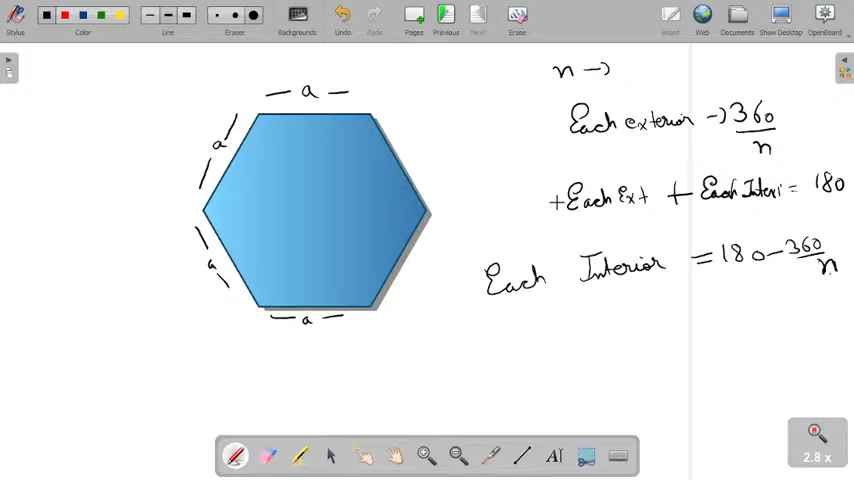 Stylus Color Line Eraser Backgrounds Undo Redo Pages Previous Next Erase Board Web Documents Show Desktop OpenBoard
n →
a
Each exterior → 360/n
a
+Each Ext + Each Interi = 180
a
Each Interior = 180 - 360/n
a
2.8 x